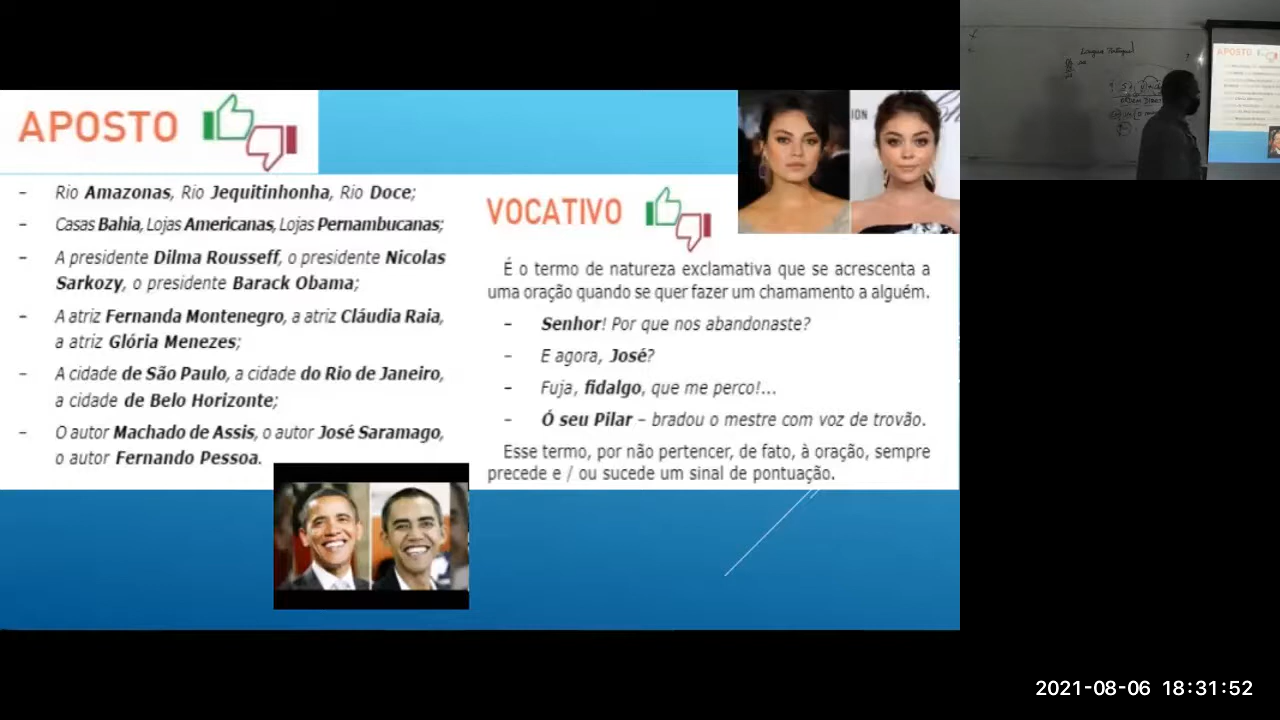 APOSTO
- Rio Amazonas, Rio Jequitinhonha, Rio Doce;
- Casas Bahia, Lojas Americanas, Lojas Pernambucanas;
- A presidente Dilma Rousseff, o presidente Nicolas
Sarkozy, o presidente Barack Obama;
- A atriz Fernanda Montenegro, a atriz Cláudia Raia,
a atriz Glória Menezes;
- A cidade de São Paulo, a cidade do Rio de Janeiro,
a cidade de Belo Horizonte;
- O autor Machado de Assis, o autor José Saramago,
o autor Fernando Pessoa.
ION
VOCATIVO
É o termo de natureza exclamativa que se acrescenta a
uma oração quando se quer fazer um chamamento a alguém.
- Senhor! Por que nos abandonaste?
- E agora, José?
- Fuja, fidalgo, que me perco!...
- Ó seu Pilar – bradou o mestre com voz de trovão.
Esse termo, por não pertencer, de fato, à oração, sempre
precede e / ou sucede um sinal de pontuação.
APOSTO
2021-08-06 18:31:52